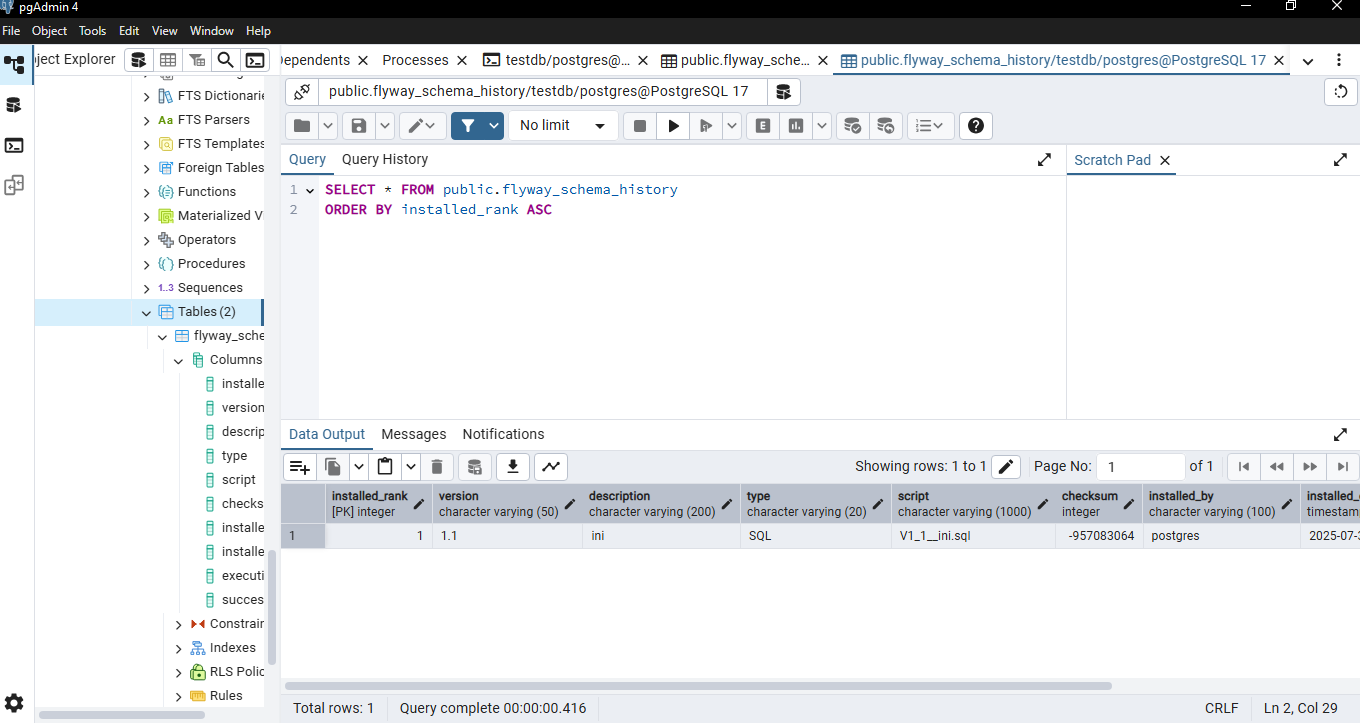 pgAdmin 4
File Object Tools Edit View Window Help
ject Explorer
ependents Processes testdb/postgres@... public.flyway_sche... public.flyway_schema_history/testdb/postgres@PostgreSQL 17
public.flyway_schema_history/testdb/postgres@PostgreSQL 17
No limit
E
Query Query History
Scratch Pad
1 SELECT * FROM public.flyway_schema_history
2 ORDER BY installed_rank ASC
FTS Dictionarie
Aa FTS Parsers
FTS Templates
Foreign Tables
Functions
Materialized V
Operators
Procedures
1..3 Sequences
Tables (2)
flyway_sche
Columns
installe
version
descrip
type
script
checks
installe
installe
executi
succes
Constrain
Indexes
RLS Polic
Rules
Data Output Messages Notifications
Showing rows: 1 to 1 Page No: 1 of 1
installed_rank version description type script checksum installed_by installed_
[PK] integer character varying (50) character varying (200) character varying (20) character varying (1000) integer character varying (100) timestam
1 1 1.1 ini SQL V1_1__ini.sql -957083064 postgres 2025-07-
Total rows: 1 Query complete 00:00:00.416 CRLF Ln 2, Col 29